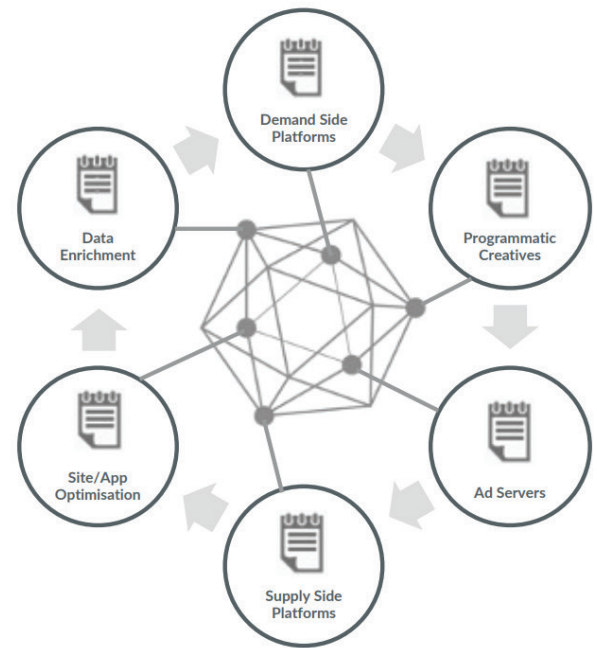 Demand Side
Platforms
Programmatic
Creatives
Ad Servers
Supply Side
Platforms
Site/App
Optimisation
Data
Enrichment